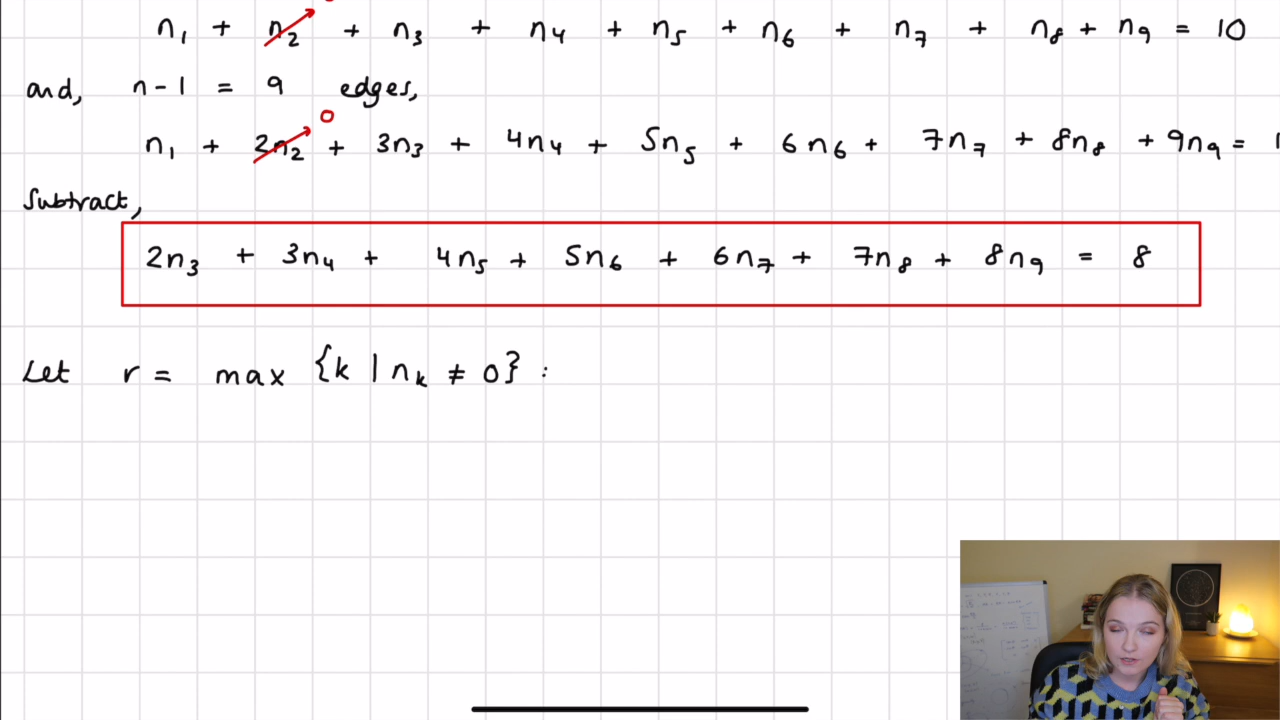 n₁ + n₂ + n₃ + n₄ + n₅ + n₆ + n₇ + n₈ + n₉ = 10
and, n-1 = 9 edges,
0
n₁ + 2n₂ + 3n₃ + 4n₄ + 5n₅ + 6n₆ + 7n₇ + 8n₈ + 9n₉ = 1
Subtract,
2n₃ + 3n₄ + 4n₅ + 5n₆ + 6n₇ + 7n₈ + 8n₉ = 8
Let r = max {k | nₖ ≠ 0} :